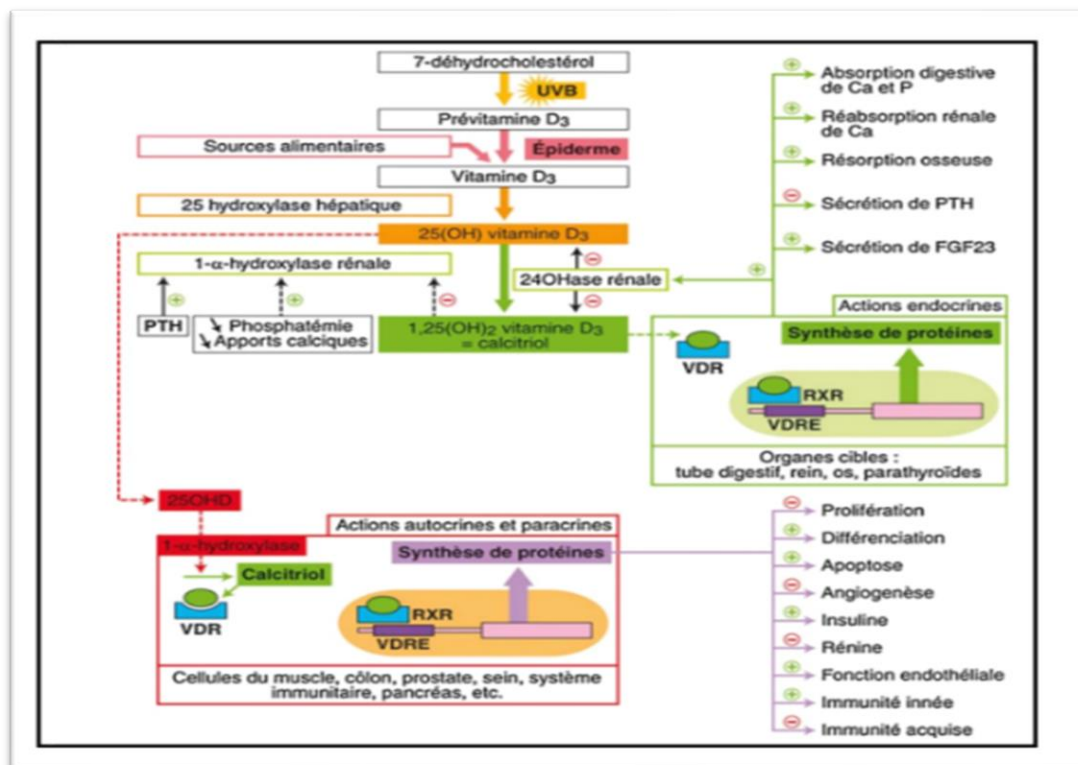 7-déhydrocholestérol
UVB
Prévitamine D3
Sources alimentaires
Épiderme
Vitamine D3
25 hydroxylase hépatique
25(OH) vitamine D3
1-α-hydroxylase rénale
24OHase rénale
PTH
↘ Phosphatémie
↘ Apports calciques
1,25(OH)2 vitamine D3
= calcitriol
⊕ Absorption digestive
de Ca et P
⊕ Réabsorption rénale
de Ca
⊕ Résorption osseuse
⊖ Sécrétion de PTH
⊕ Sécrétion de FGF23
Actions endocrines
Synthèse de protéines
VDR
RXR
VDRE
Organes cibles :
tube digestif, rein, os, parathyroïdes
25OHD
1-α-hydroxylase
Calcitriol
VDR
Actions autocrines et paracrines
Synthèse de protéines
RXR
VDRE
Cellules du muscle, côlon, prostate, sein, système
immunitaire, pancréas, etc.
⊖ Prolifération
⊕ Différenciation
⊕ Apoptose
⊖ Angiogenèse
⊕ Insuline
⊖ Rénine
⊕ Fonction endothéliale
⊕ Immunité innée
⊖ Immunité acquise